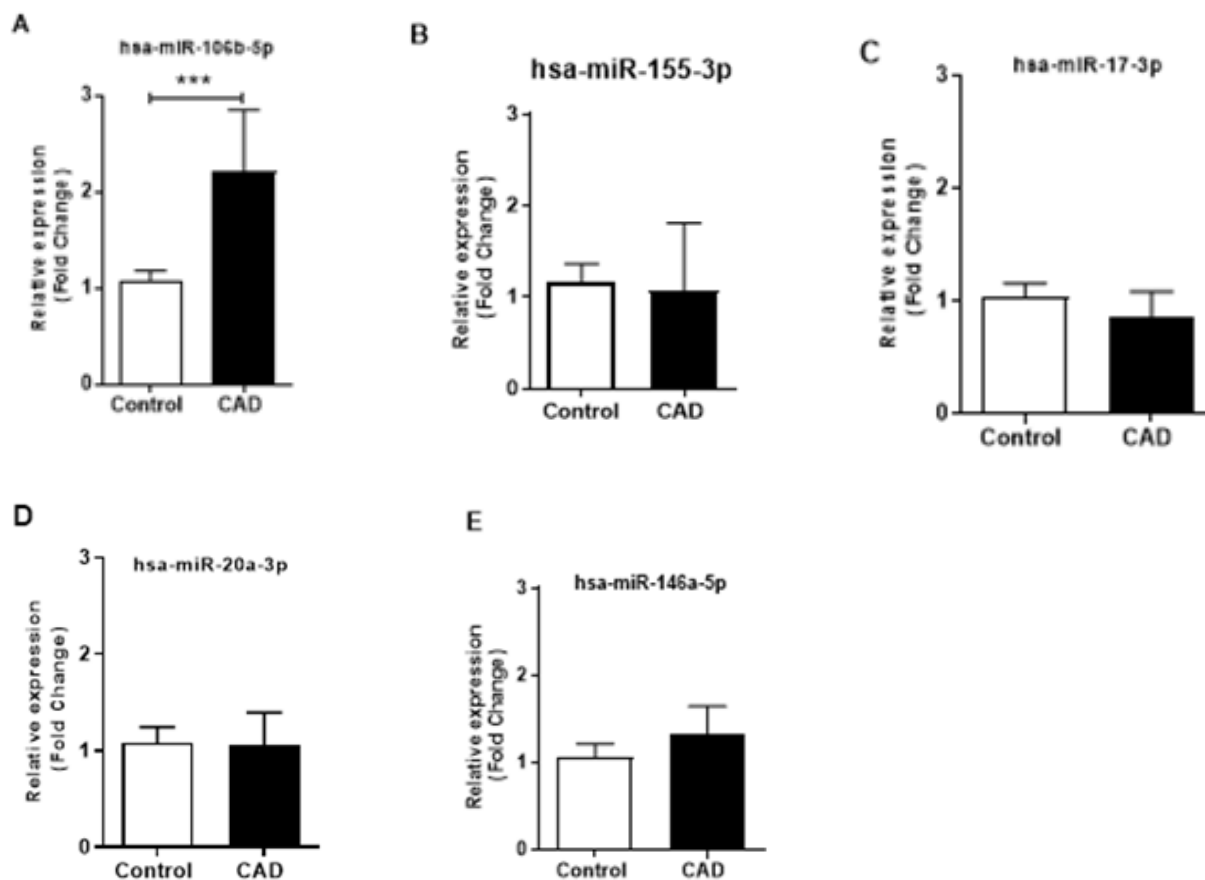 A
hsa-miR-106b-5p
***
Relative expression
(Fold Change)
3
2
1
0
Control CAD
B
hsa-miR-155-3p
Relative expression
(Fold Change)
3
2
1
0
Control CAD
C
hsa-miR-17-3p
Relative expression
(Fold Change)
3
2
1
0
Control CAD
D
hsa-miR-20a-3p
Relative expression
(Fold Change)
3
2
1
0
Control CAD
E
hsa-miR-146a-5p
Relative expression
(Fold Change)
3
2
1
0
Control CAD